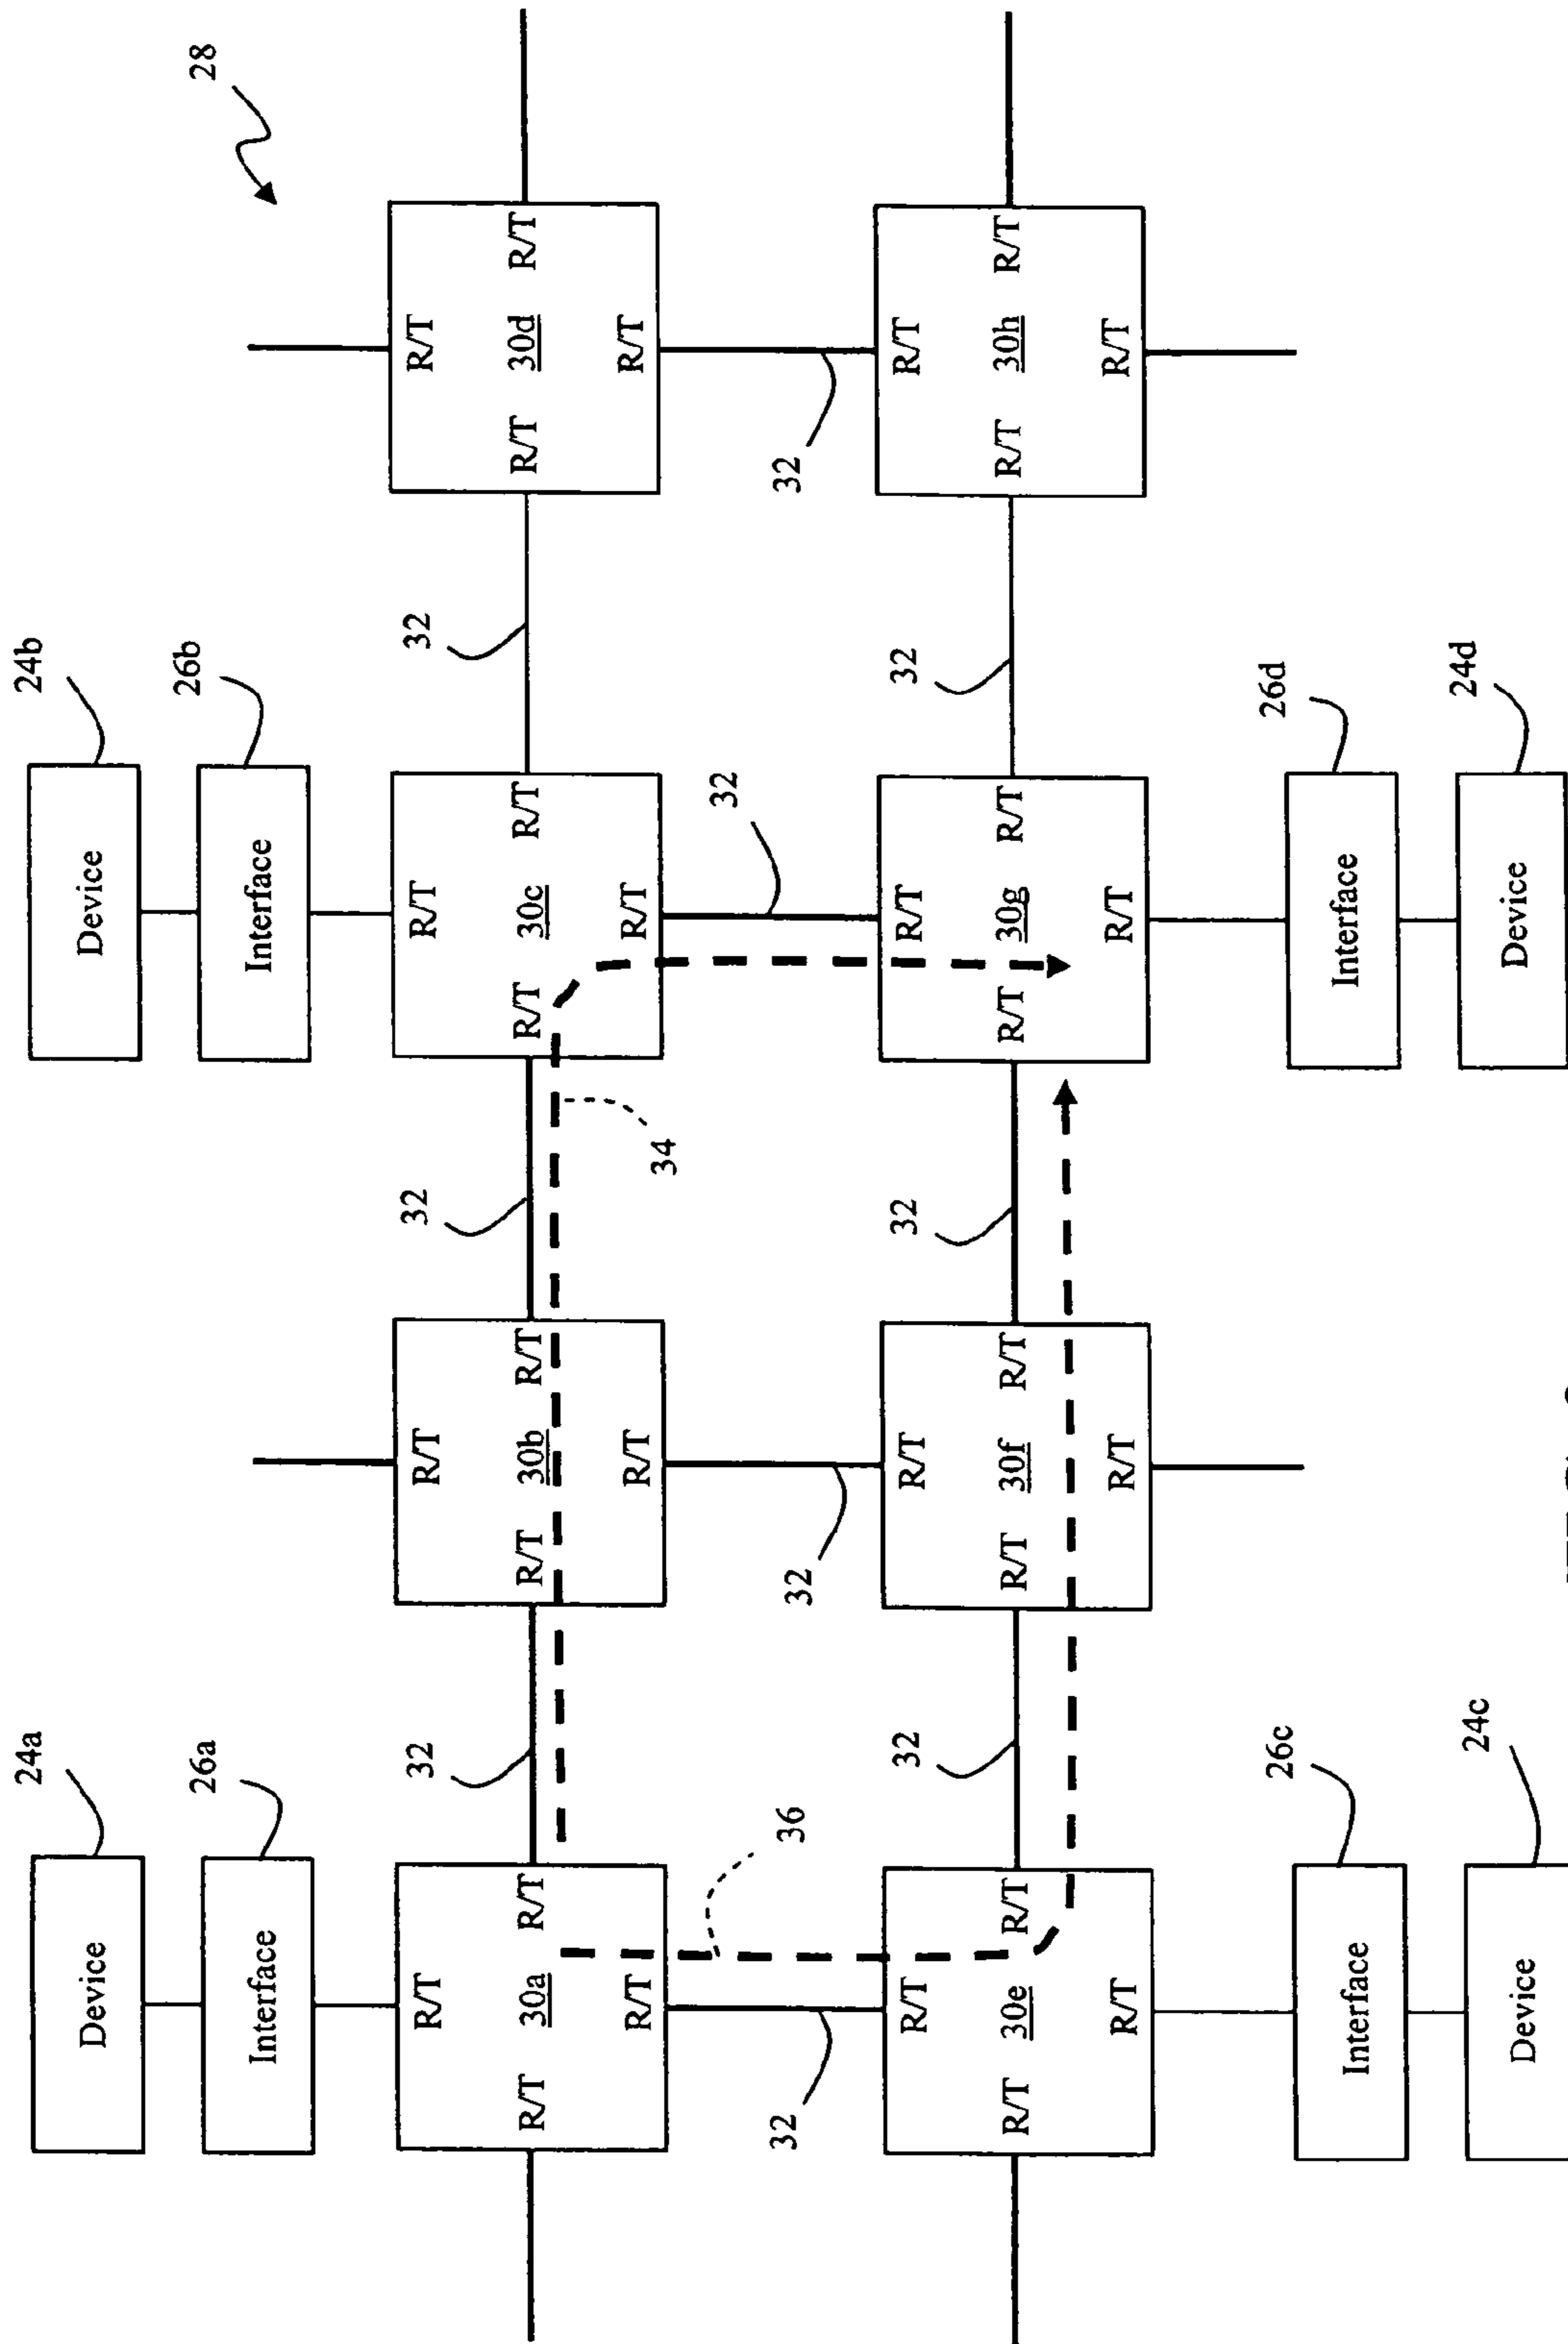 24a
24b
Device
Device
26a
26b
28
Interface
Interface
32
32
32
R/T
R/T
R/T
R/T
R/T 30a R/T
R/T 30b R/T
R/T 30c R/T
R/T 30d R/T
R/T
R/T
R/T
R/T
34
32
32
36
32
32
32
32
32
R/T
R/T
R/T
R/T
R/T 30e R/T
R/T 30f R/T
R/T 30g R/T
R/T 30h R/T
R/T
R/T
R/T
R/T
26c
26d
Interface
Interface
24c
24d
Device
Device